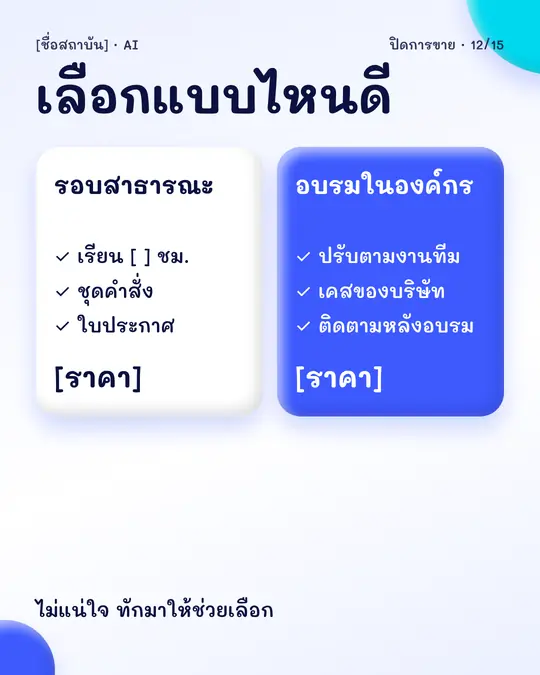 [ชื่อสถาบัน] · AI
ปิดการขาย · 12/15
เลือกแบบไหนดี
รอบสาธารณะ
✓ เรียน [ ] ชม.
✓ ชุดคำสั่ง
✓ ใบประกาศ
[ราคา]
อบรมในองค์กร
✓ ปรับตามงานทีม
✓ เคสของบริษัท
✓ ติดตามหลังอบรม
[ราคา]
ไม่แน่ใจ ทักมาให้ช่วยเลือก